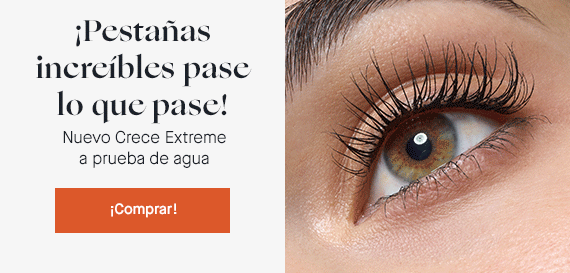 ¡Pestañas
increíbles pase
lo que pase!
Nuevo Crece Extreme
a prueba de agua
¡Comprar!